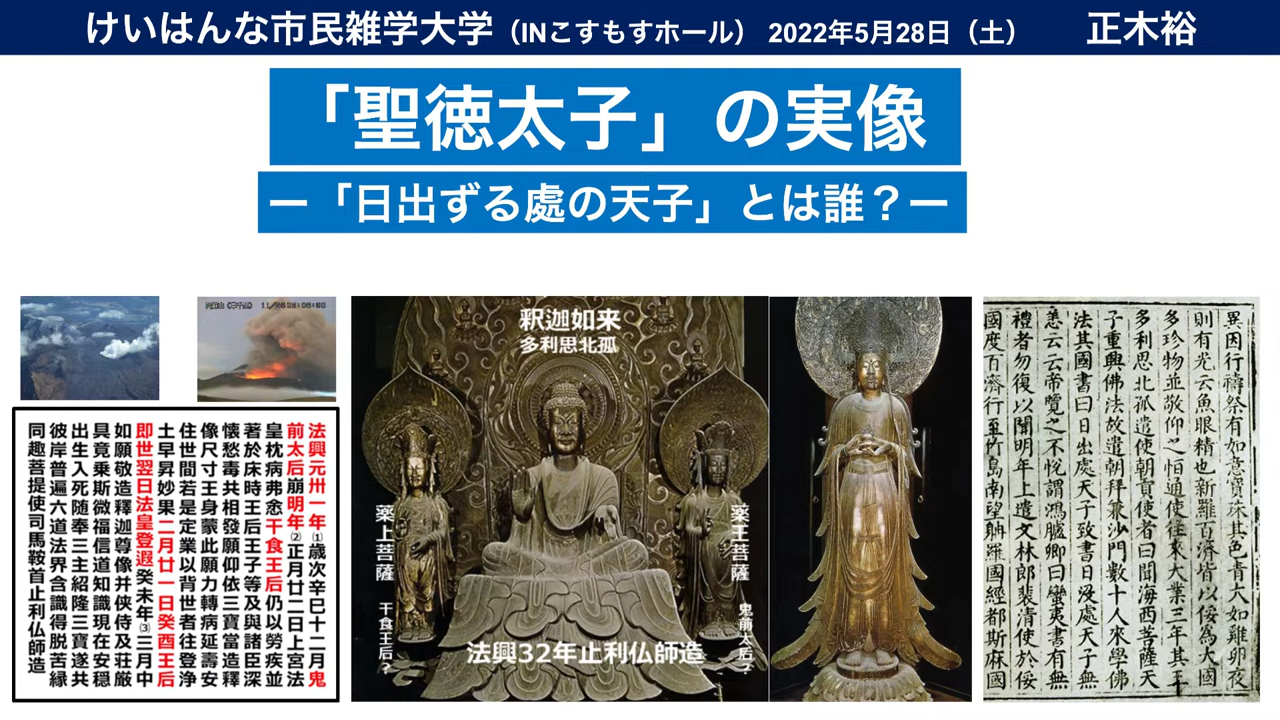 けいはんな市民雑学大学（INこすもすホール） 2022年5月28日（土） 正木裕
「聖徳太子」の実像
ー「日出ずる處の天子」とは誰？ー
法興元卅一年①歳次辛巳十二月鬼
前太后崩明年②正月廿二日上宮法
皇枕病弗悆干食王后仍以勞疾並
著於床時王后王子等及與諸臣深
懐愁毒共相發願仰依三寶當造釋
像尺寸王身蒙此願力轉病延壽安
住世間若是定業以背世者往登浄
土早昇妙果二月廿一日癸酉王后
即世翌日法皇登遐癸未年③三月中
如願敬造釋迦尊像并侠侍及荘厳
具竟乗斯微福信道知識現在安穏
出生入死随奉三主紹隆三寶遂共
彼岸普遍六道法界含識得脱苦縁
同趣菩提使司馬鞍首止利仏師造
釈迦如来
多利思北孤
薬王菩薩
鬼前太后？
薬上菩薩
干食王后？
法興32年止利仏師造
異因行禱祭有如意寶珠其色青大如雞卵夜
則有光云魚眼精也新羅百濟皆以俀為大國
多珍物並敬仰之恒通使往來大業三年其王
多利思北孤遣使朝貢使者曰聞海西菩薩天
子重興佛法故遣朝拜兼沙門數十人來學佛
法其國書曰日出處天子致書日沒處天子無
恙云云帝覽之不悅謂鴻臚卿曰蠻夷書有無
禮者勿復以聞明年上遣文林郎裴清使於俀
國度百濟行至竹島南望羅國經都斯麻國